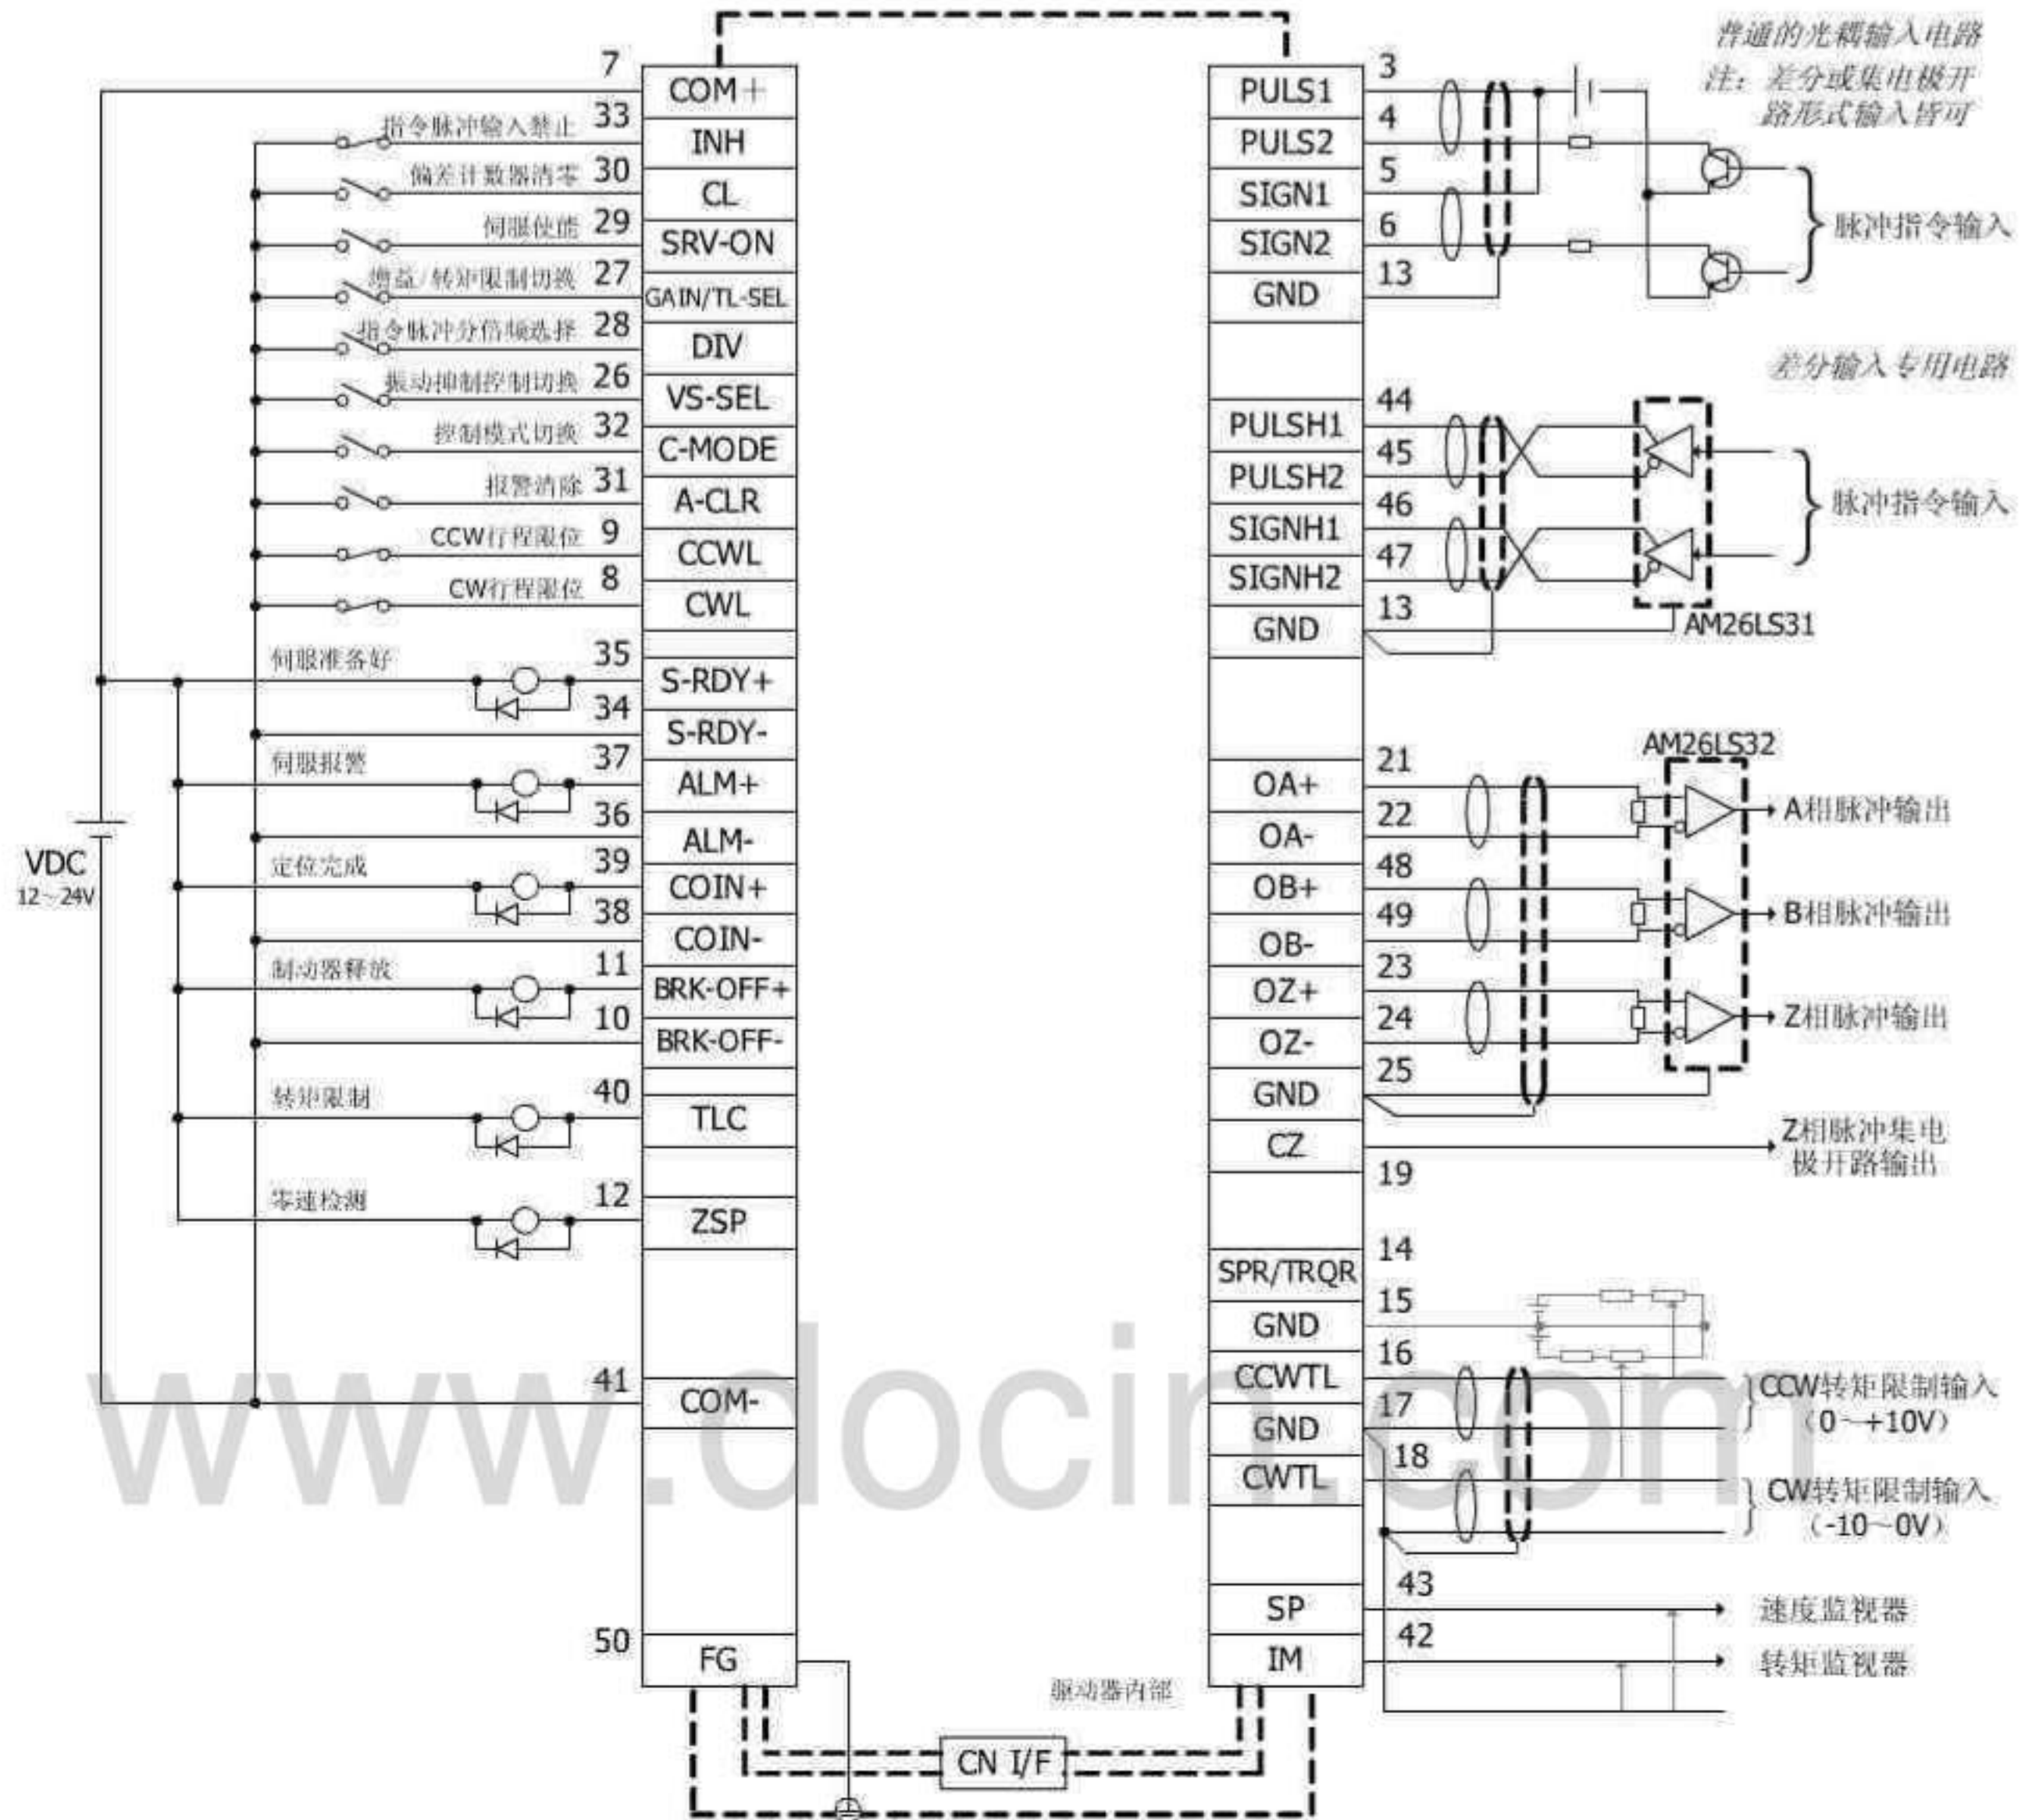 普通的光耦输入电路
注：差分或集电极开
路形式输入皆可
7
COM+
指令脉冲输入禁止 33
INH
偏差计数器清零 30
CL
伺服使能 29
SRV-ON
增益/转矩限制切换 27
GAIN/TL-SEL
指令脉冲分倍频选择 28
DIV
振动抑制控制切换 26
VS-SEL
控制模式切换 32
C-MODE
报警清除 31
A-CLR
CCW行程限位 9
CCWL
CW行程限位 8
CWL
伺服准备好 35
S-RDY+
34
S-RDY-
伺服报警 37
ALM+
36
ALM-
定位完成 39
COIN+
38
COIN-
制动器释放 11
BRK-OFF+
10
BRK-OFF-
转矩限制 40
TLC
零速检测 12
ZSP
41
COM-
50
FG
VDC
12~24V
3
PULS1
4
PULS2
5
SIGN1
6
SIGN2
13
GND
脉冲指令输入
差分输入专用电路
44
PULSH1
45
PULSH2
46
SIGNH1
47
SIGNH2
13
GND
脉冲指令输入
AM26LS31
AM26LS32
21
OA+
22
OA-
A相脉冲输出
48
OB+
49
OB-
B相脉冲输出
23
OZ+
24
OZ-
Z相脉冲输出
25
GND
CZ
19
Z相脉冲集电
极开路输出
14
SPR/TRQR
15
GND
16
CCWTL
17
GND
CCW转矩限制输入
（0~+10V）
18
CWTL
CW转矩限制输入
（-10~0V）
43
SP
速度监视器
42
IM
转矩监视器
驱动器内部
CN I/F
www.docin.com